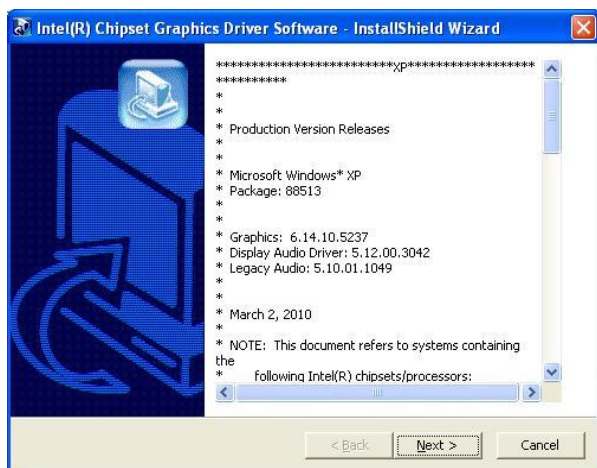 Intel(R) Chipset Graphics Driver Software - InstallShield Wizard
*************************XP******************
**********
*
*
* Production Version Releases
*
*
* Microsoft Windows* XP
* Package: 88513
*
*
* Graphics: 6.14.10.5237
* Display Audio Driver: 5.12.00.3042
* Legacy Audio: 5.10.01.1049
*
*
* March 2, 2010
*
* NOTE: This document refers to systems containing
the
* following Intel(R) chipsets/processors:
< Back Next > Cancel